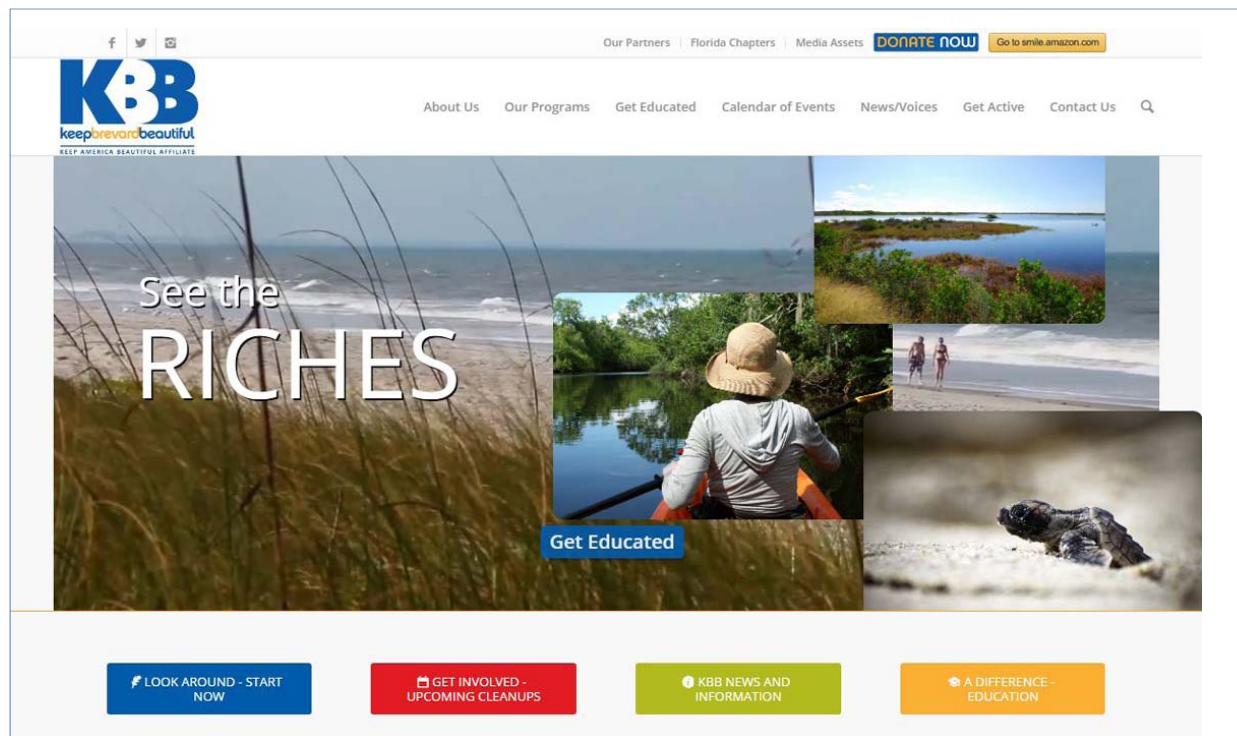 Our Partners
Florida Chapters
Media Assets
DONATE NOW
Go to smile.amazon.com
KBB
keepbrevardbeautiful
KEEP AMERICA BEAUTIFUL AFFILIATE
About Us
Our Programs
Get Educated
Calendar of Events
News/Voices
Get Active
Contact Us
See the
RICHES
Get Educated
LOOK AROUND - START
NOW
GET INVOLVED -
UPCOMING CLEANUPS
KBB NEWS AND
INFORMATION
A DIFFERENCE -
EDUCATION